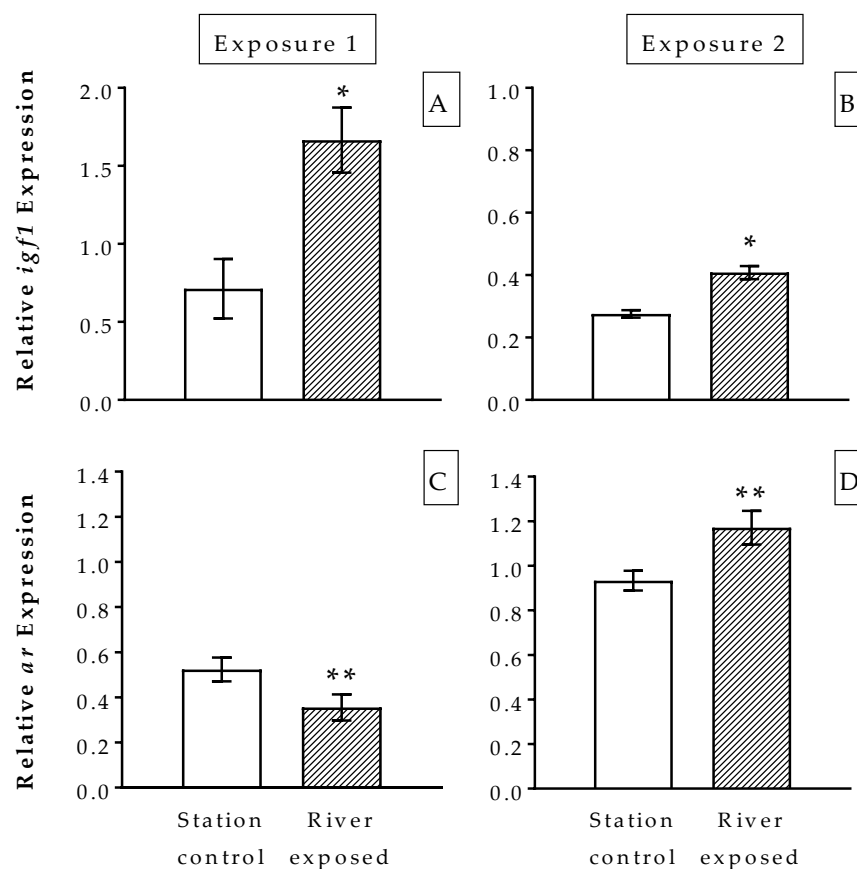 Exposure 1
Exposure 2
Relative igf1 Expression
2.0
1.5
1.0
0.5
0.0
*
A
1.0
0.8
0.6
0.4
0.2
0.0
*
B
Relative ar Expression
1.4
1.2
1.0
0.8
0.6
0.4
0.2
0.0
**
C
1.4
1.2
1.0
0.8
0.6
0.4
0.2
0.0
**
D
Station
control
River
exposed
Station
control
River
exposed